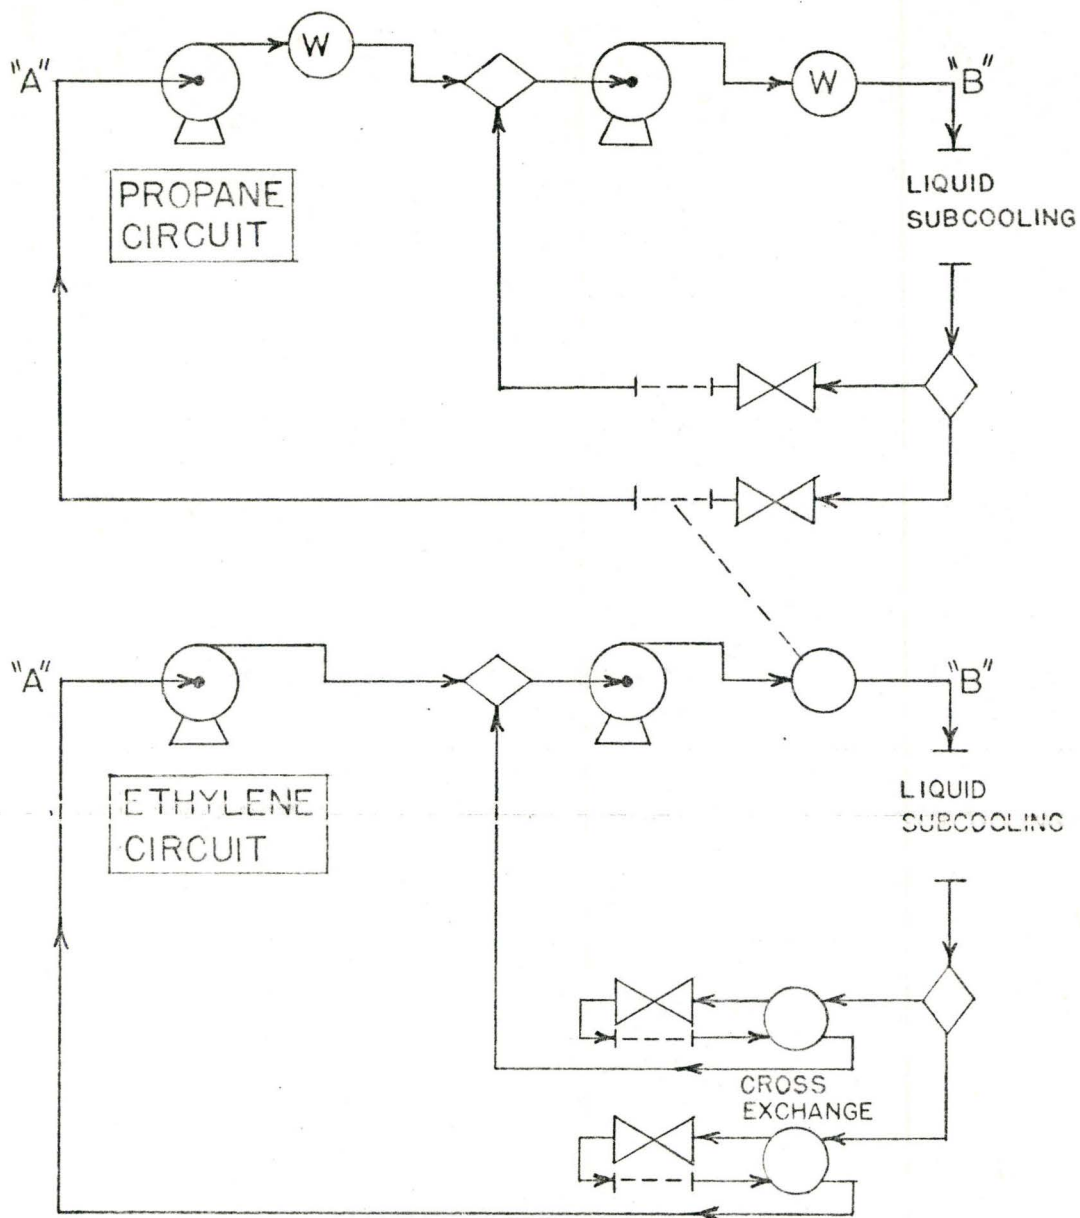 "A"
W
W
"B"
PROPANE
CIRCUIT
LIQUID
SUBCOOLING
"A"
"B"
ETHYLENE
CIRCUIT
LIQUID
SUBCOOLING
CROSS
EXCHANGE